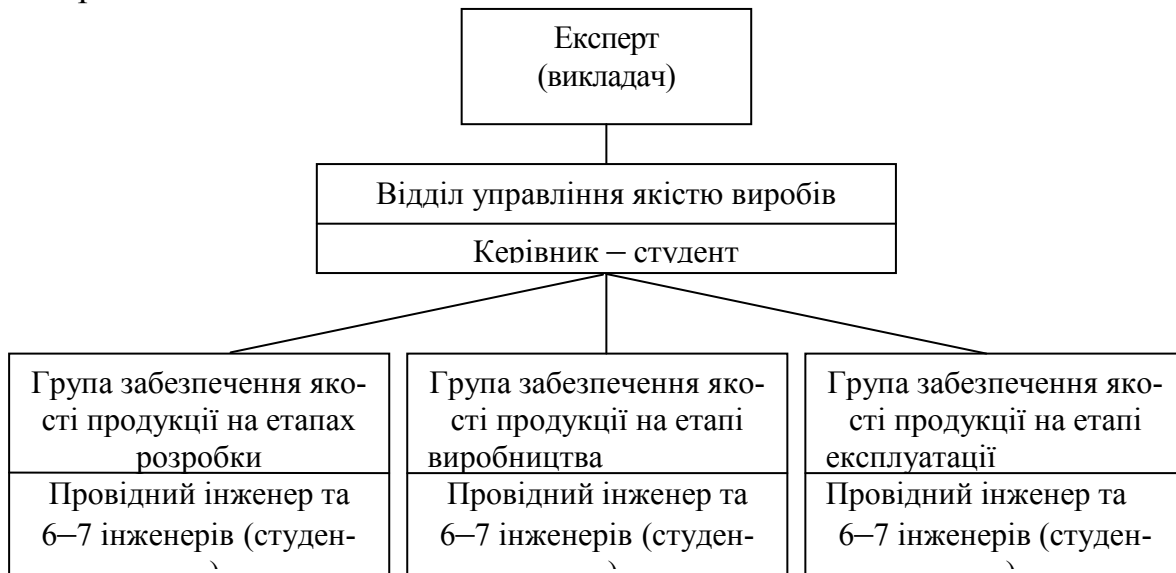 Експерт
(викладач)
Відділ управління якістю виробів
Керівник – студент
Група забезпечення яко-
сті продукції на етапах
розробки
Провідний інженер та
6–7 інженерів (студен-
Група забезпечення яко-
сті продукції на етапі
виробництва
Провідний інженер та
6–7 інженерів (студен-
Група забезпечення яко-
сті продукції на етапі
експлуатації
Провідний інженер та
6–7 інженерів (студен-